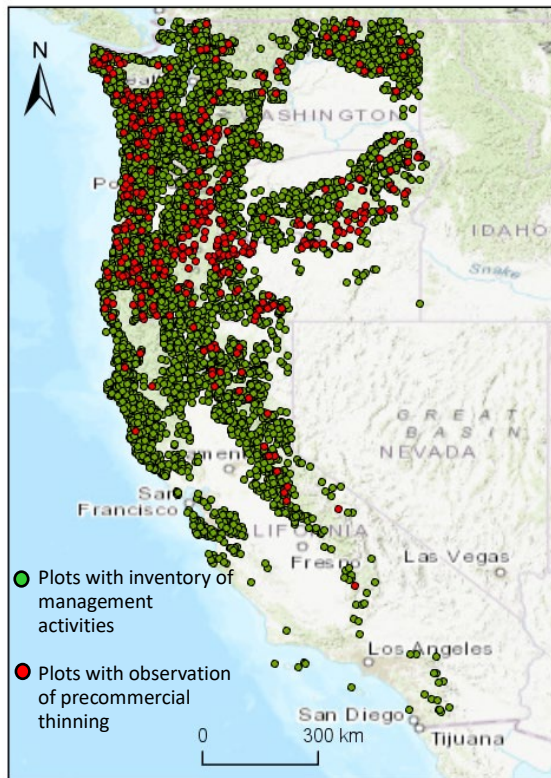 N
WASHINGTON
IDAHO
Snake
GREAT
BASIN
NEVADA
San
Francisco
Fresno
Las Vegas
Plots with inventory of
management
activities
Los Angeles
Plots with observation
of precommercial
thinning
0 300 km
San Diego
Tijuana